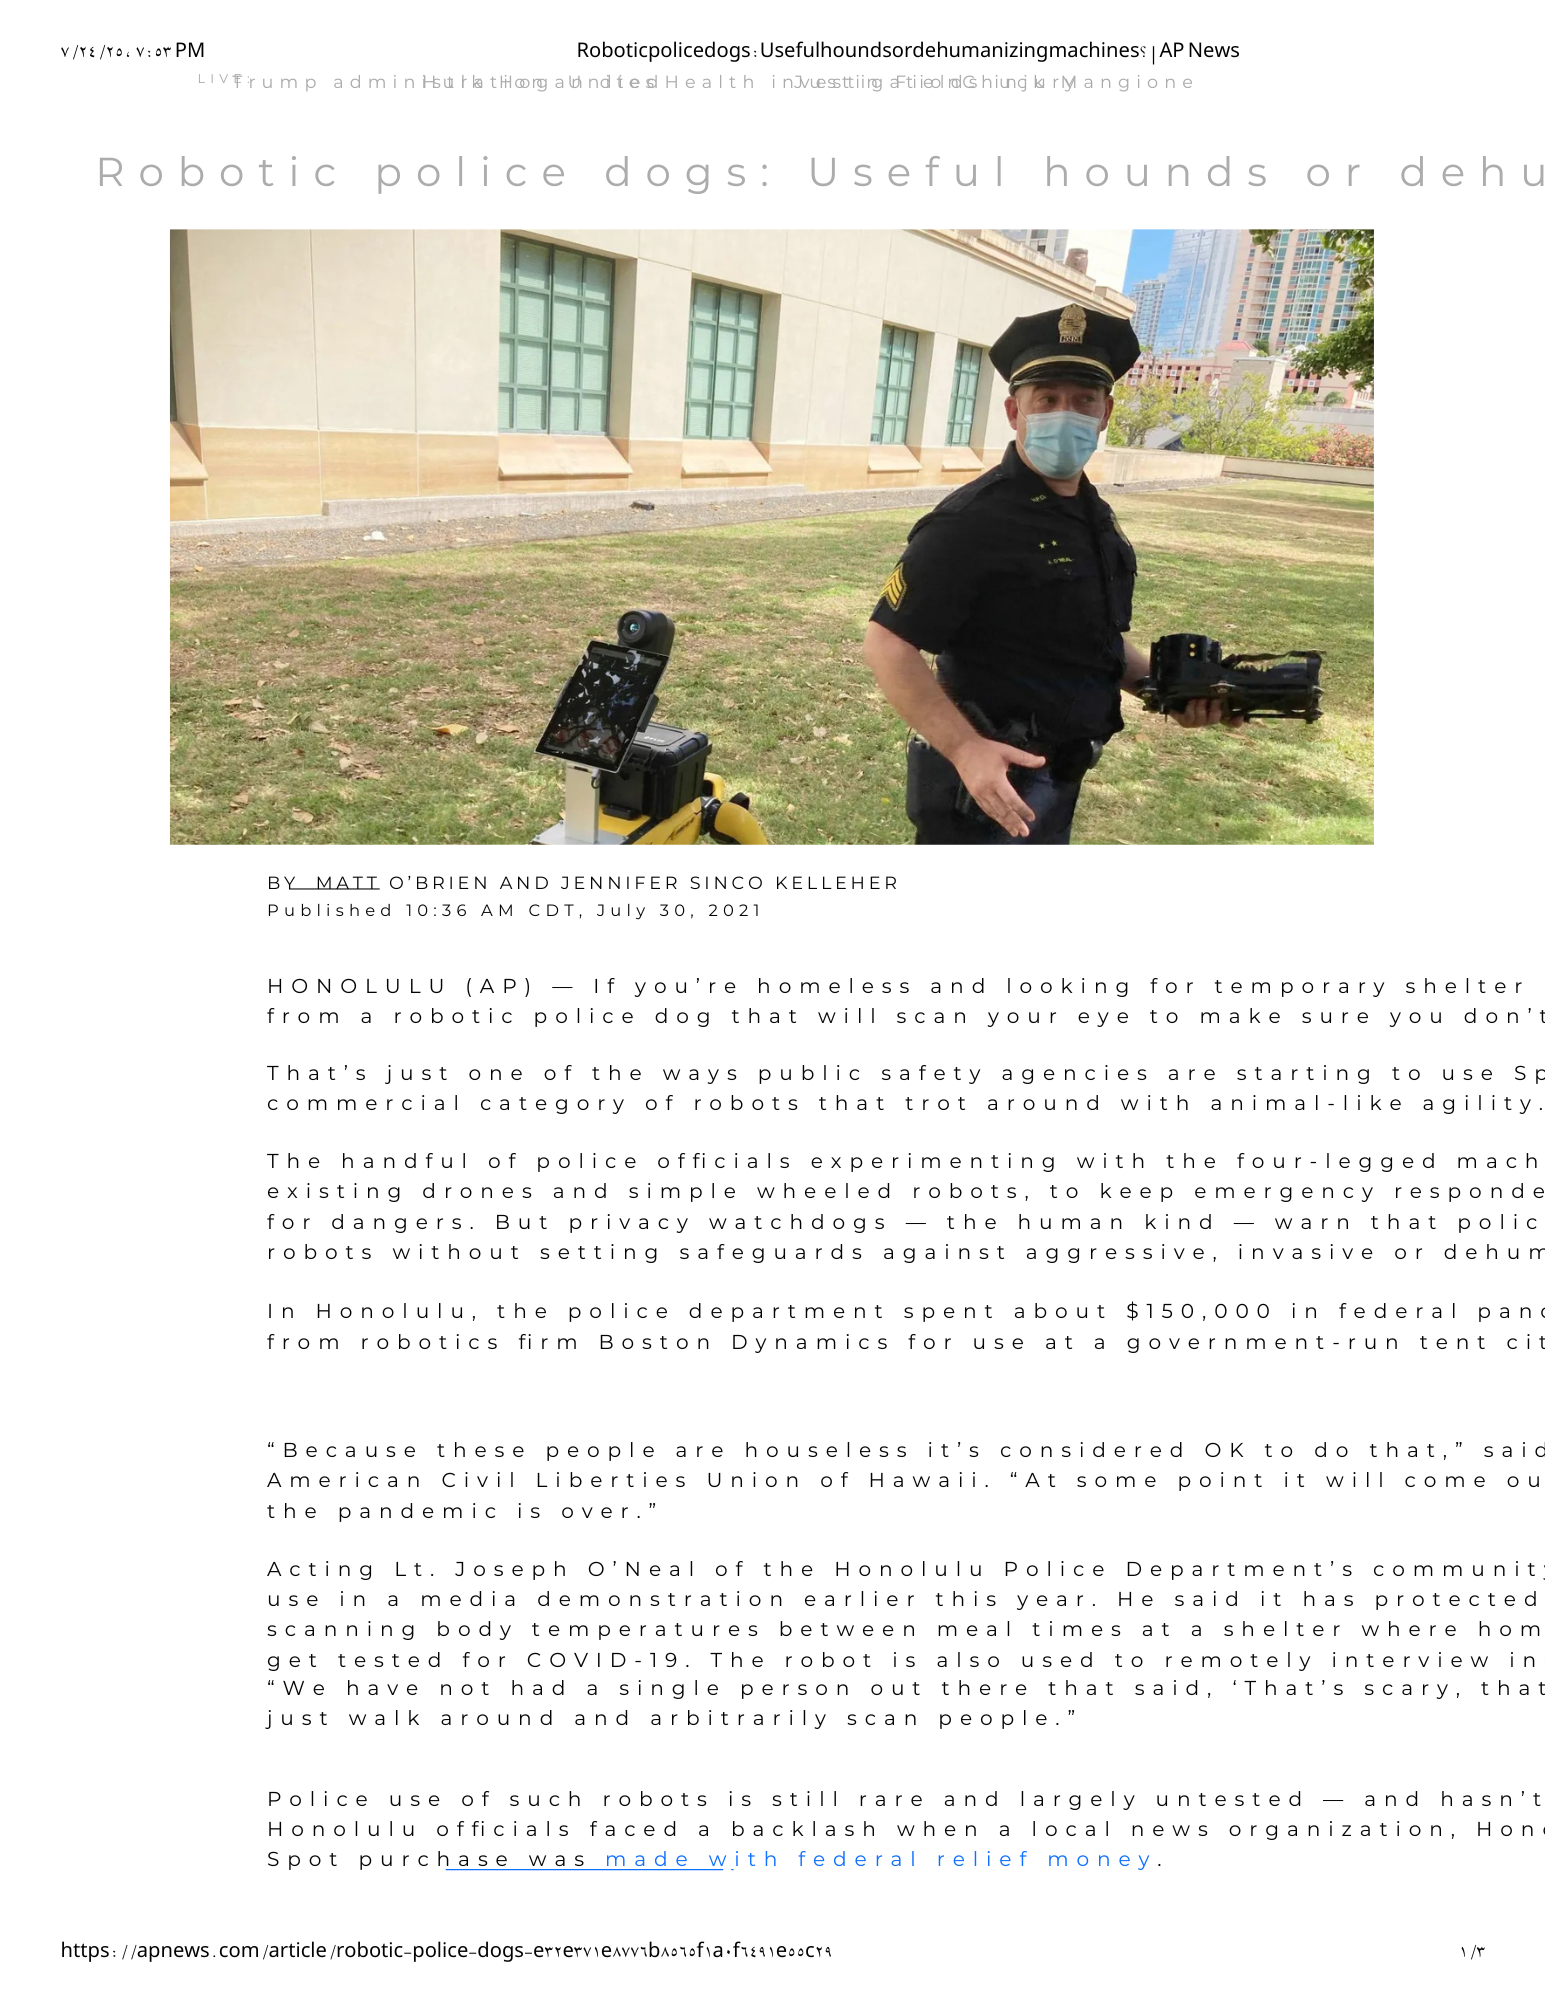 ٧/٢٤/٢٥، ٧:٥٣ PM
Roboticpolicedogs:Usefulhoundsordehumanizingmachines؟ | AP News
LIVE:
Trump administration United Health investigation Chuck Mangione
Hulk Hogan dies
Justin Fields injury
Robotic police dogs: Useful hounds or dehu
POLICE
HPD
J. O'NEAL
BY MATT O’BRIEN AND JENNIFER SINCO KELLEHER
Published 10:36 AM CDT, July 30, 2021
HONOLULU (AP) — If you’re homeless and looking for temporary shelter
from a robotic police dog that will scan your eye to make sure you don’t
That’s just one of the ways public safety agencies are starting to use Sp
commercial category of robots that trot around with animal-like agility.
The handful of police officials experimenting with the four-legged mach
existing drones and simple wheeled robots, to keep emergency responde
for dangers. But privacy watchdogs — the human kind — warn that polic
robots without setting safeguards against aggressive, invasive or dehum
In Honolulu, the police department spent about $150,000 in federal pand
from robotics firm Boston Dynamics for use at a government-run tent cit
“Because these people are houseless it’s considered OK to do that,” said
American Civil Liberties Union of Hawaii. “At some point it will come ou
the pandemic is over.”
Acting Lt. Joseph O’Neal of the Honolulu Police Department’s community
use in a media demonstration earlier this year. He said it has protected
scanning body temperatures between meal times at a shelter where hom
get tested for COVID-19. The robot is also used to remotely interview in
“We have not had a single person out there that said, ‘That’s scary, that
just walk around and arbitrarily scan people.”
Police use of such robots is still rare and largely untested — and hasn’t
Honolulu officials faced a backlash when a local news organization, Hono
Spot purchase was made with federal relief money.
https://apnews.com/article/robotic-police-dogs-e٣٢e٣٧١e٨٧٧٦b٨٥٦٥f١a٠f٦٤٩١e٥٥c٢٩
١/٣